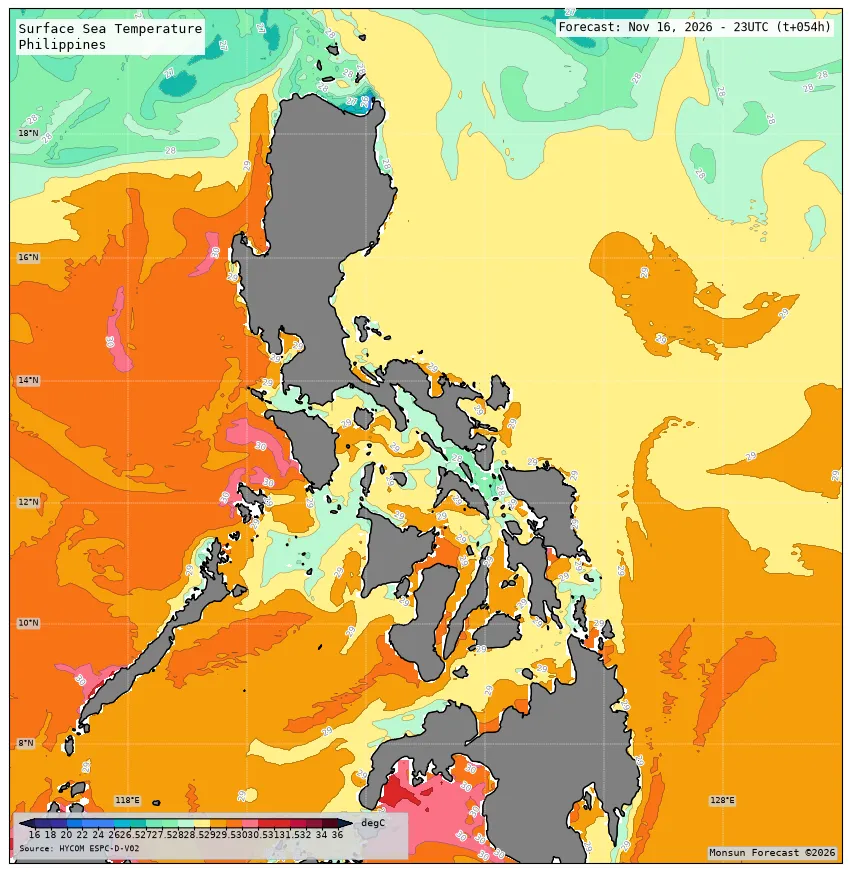 Surface Sea Temperature
Philippines
Forecast: Nov 16, 2026 - 23UTC (t+054h)
18°N
16°N
14°N
12°N
10°N
8°N
118°E
128°E
degC
16 18 20 22 24 26 26.5 27 27.5 28 28.5 29 29.5 30 30.5 31 31.5 32 34 36
Source: HYCOM ESPC-D-V02
Monsun Forecast ©2026